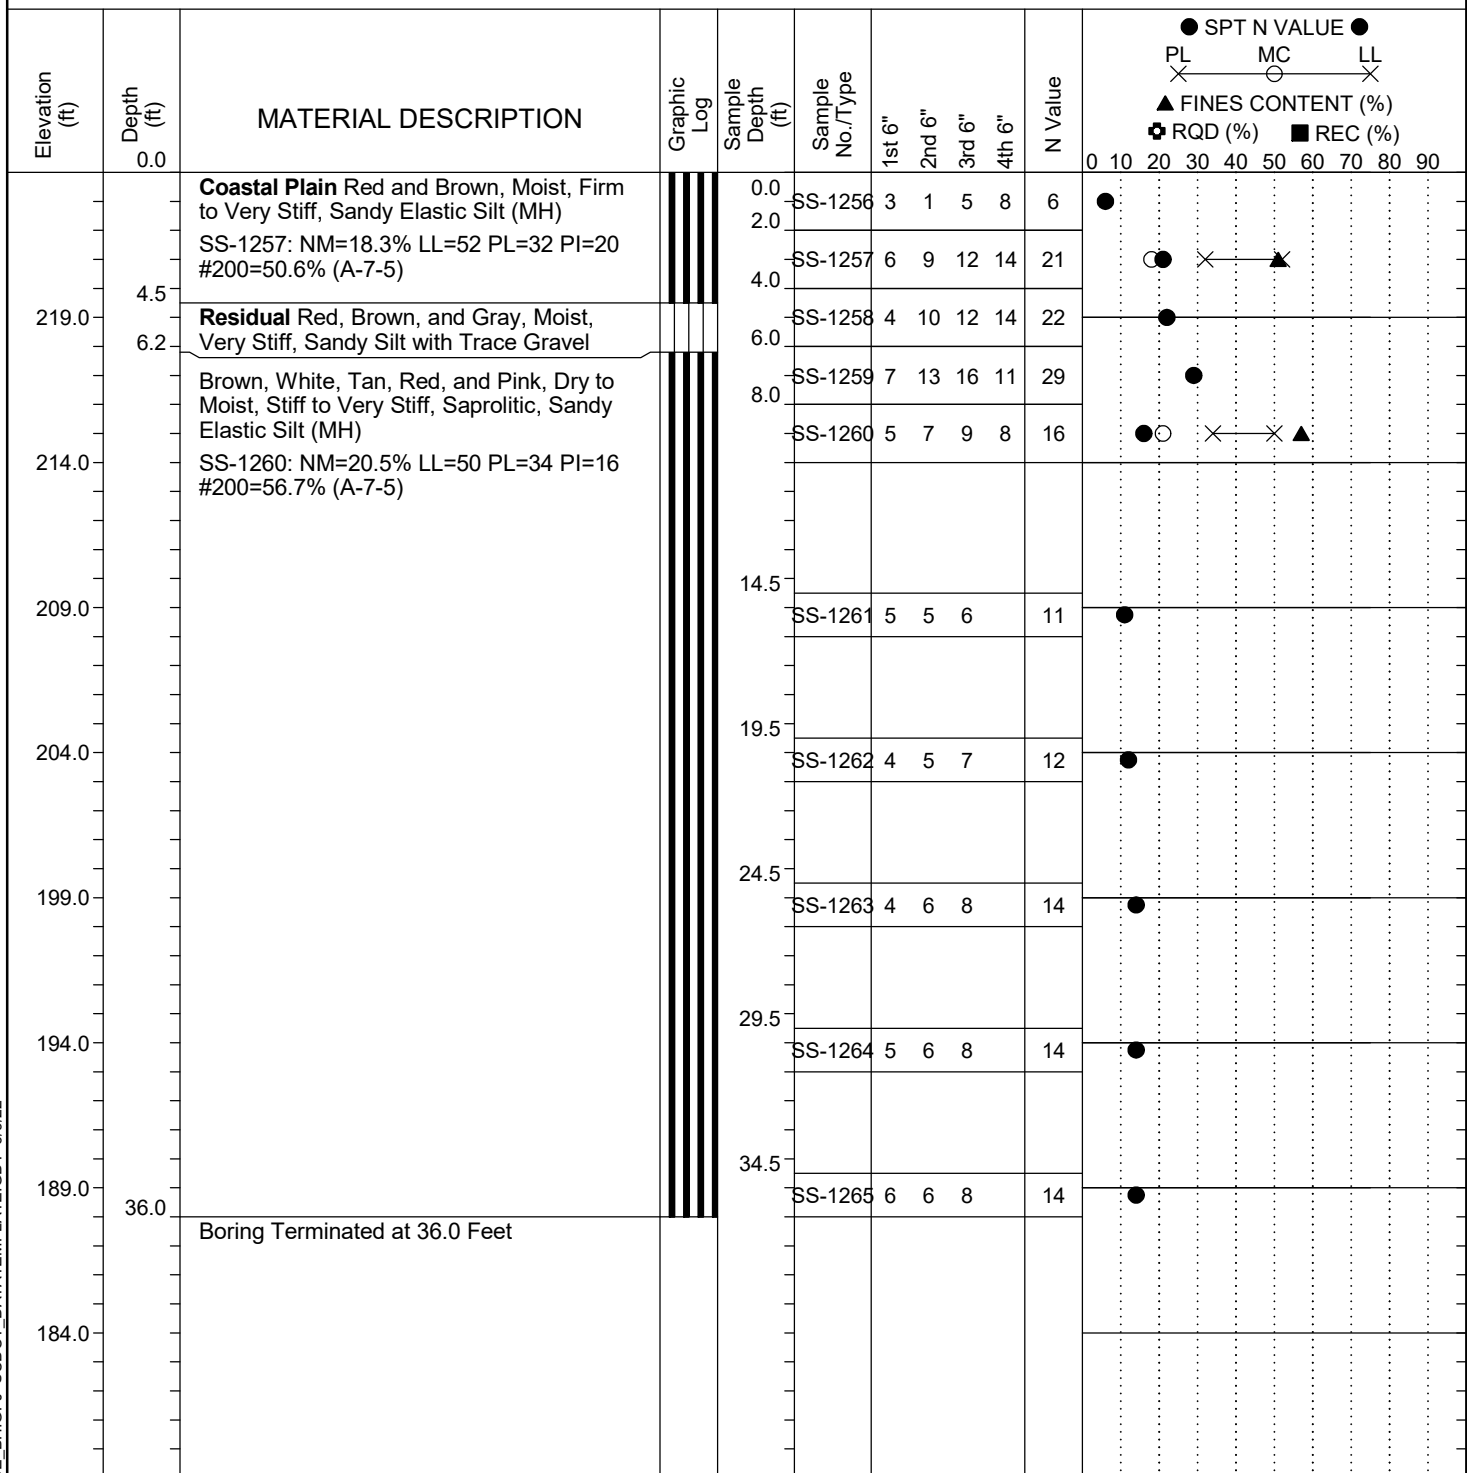 ● SPT N VALUE ●
PL MC LL
▲ FINES CONTENT (%)
RQD (%) ■ REC (%)
0 10 20 30 40 50 60 70 80 90
Elevation (ft)
Depth (ft)
0.0
MATERIAL DESCRIPTION
Graphic Log
Sample Depth (ft)
Sample No./Type
1st 6"
2nd 6"
3rd 6"
4th 6"
N Value
Coastal Plain Red and Brown, Moist, Firm
to Very Stiff, Sandy Elastic Silt (MH)
0.0 SS-1256 3 1 5 8 6
2.0
SS-1257: NM=18.3% LL=52 PL=32 PI=20
#200=50.6% (A-7-5)
SS-1257 6 9 12 14 21
4.0
4.5
219.0 Residual Red, Brown, and Gray, Moist,
Very Stiff, Sandy Silt with Trace Gravel
SS-1258 4 10 12 14 22
6.0
6.2
Brown, White, Tan, Red, and Pink, Dry to
Moist, Stiff to Very Stiff, Saprolitic, Sandy
Elastic Silt (MH)
SS-1259 7 13 16 11 29
8.0
SS-1260 5 7 9 8 16
214.0 SS-1260: NM=20.5% LL=50 PL=34 PI=16
#200=56.7% (A-7-5)
14.5
209.0 SS-1261 5 5 6 11
19.5
204.0 SS-1262 4 5 7 12
24.5
199.0 SS-1263 4 6 8 14
29.5
194.0 SS-1264 5 6 8 14
34.5
189.0 SS-1265 6 6 8 14
36.0
Boring Terminated at 36.0 Feet
184.0